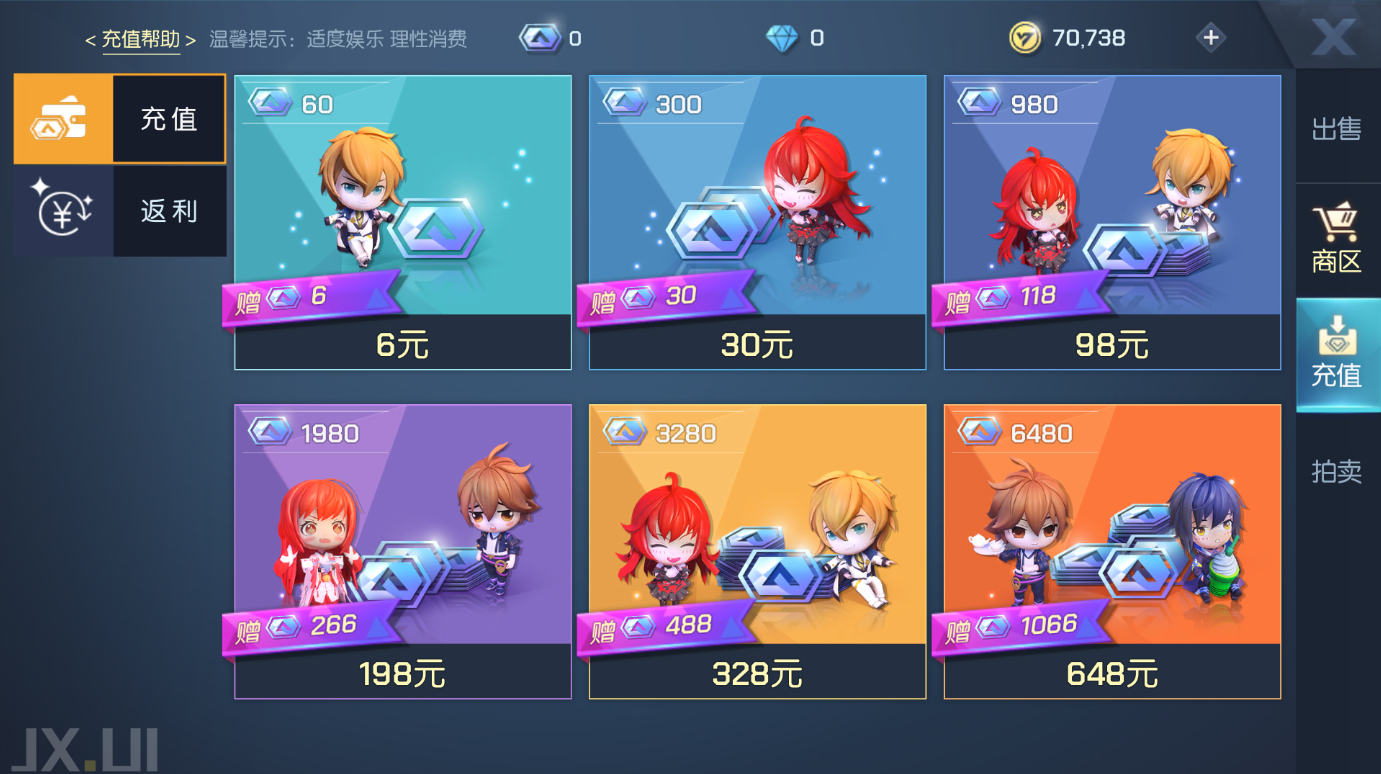 < 充值帮助 > 温馨提示：适度娱乐 理性消费 0 0 70,738 + X
充值
返利
60
赠 6
6元
300
赠 30
30元
980
赠 118
98元
1980
赠 266
198元
3280
赠 488
328元
6480
赠 1066
648元
出售
商区
充值
拍卖
JX.UI